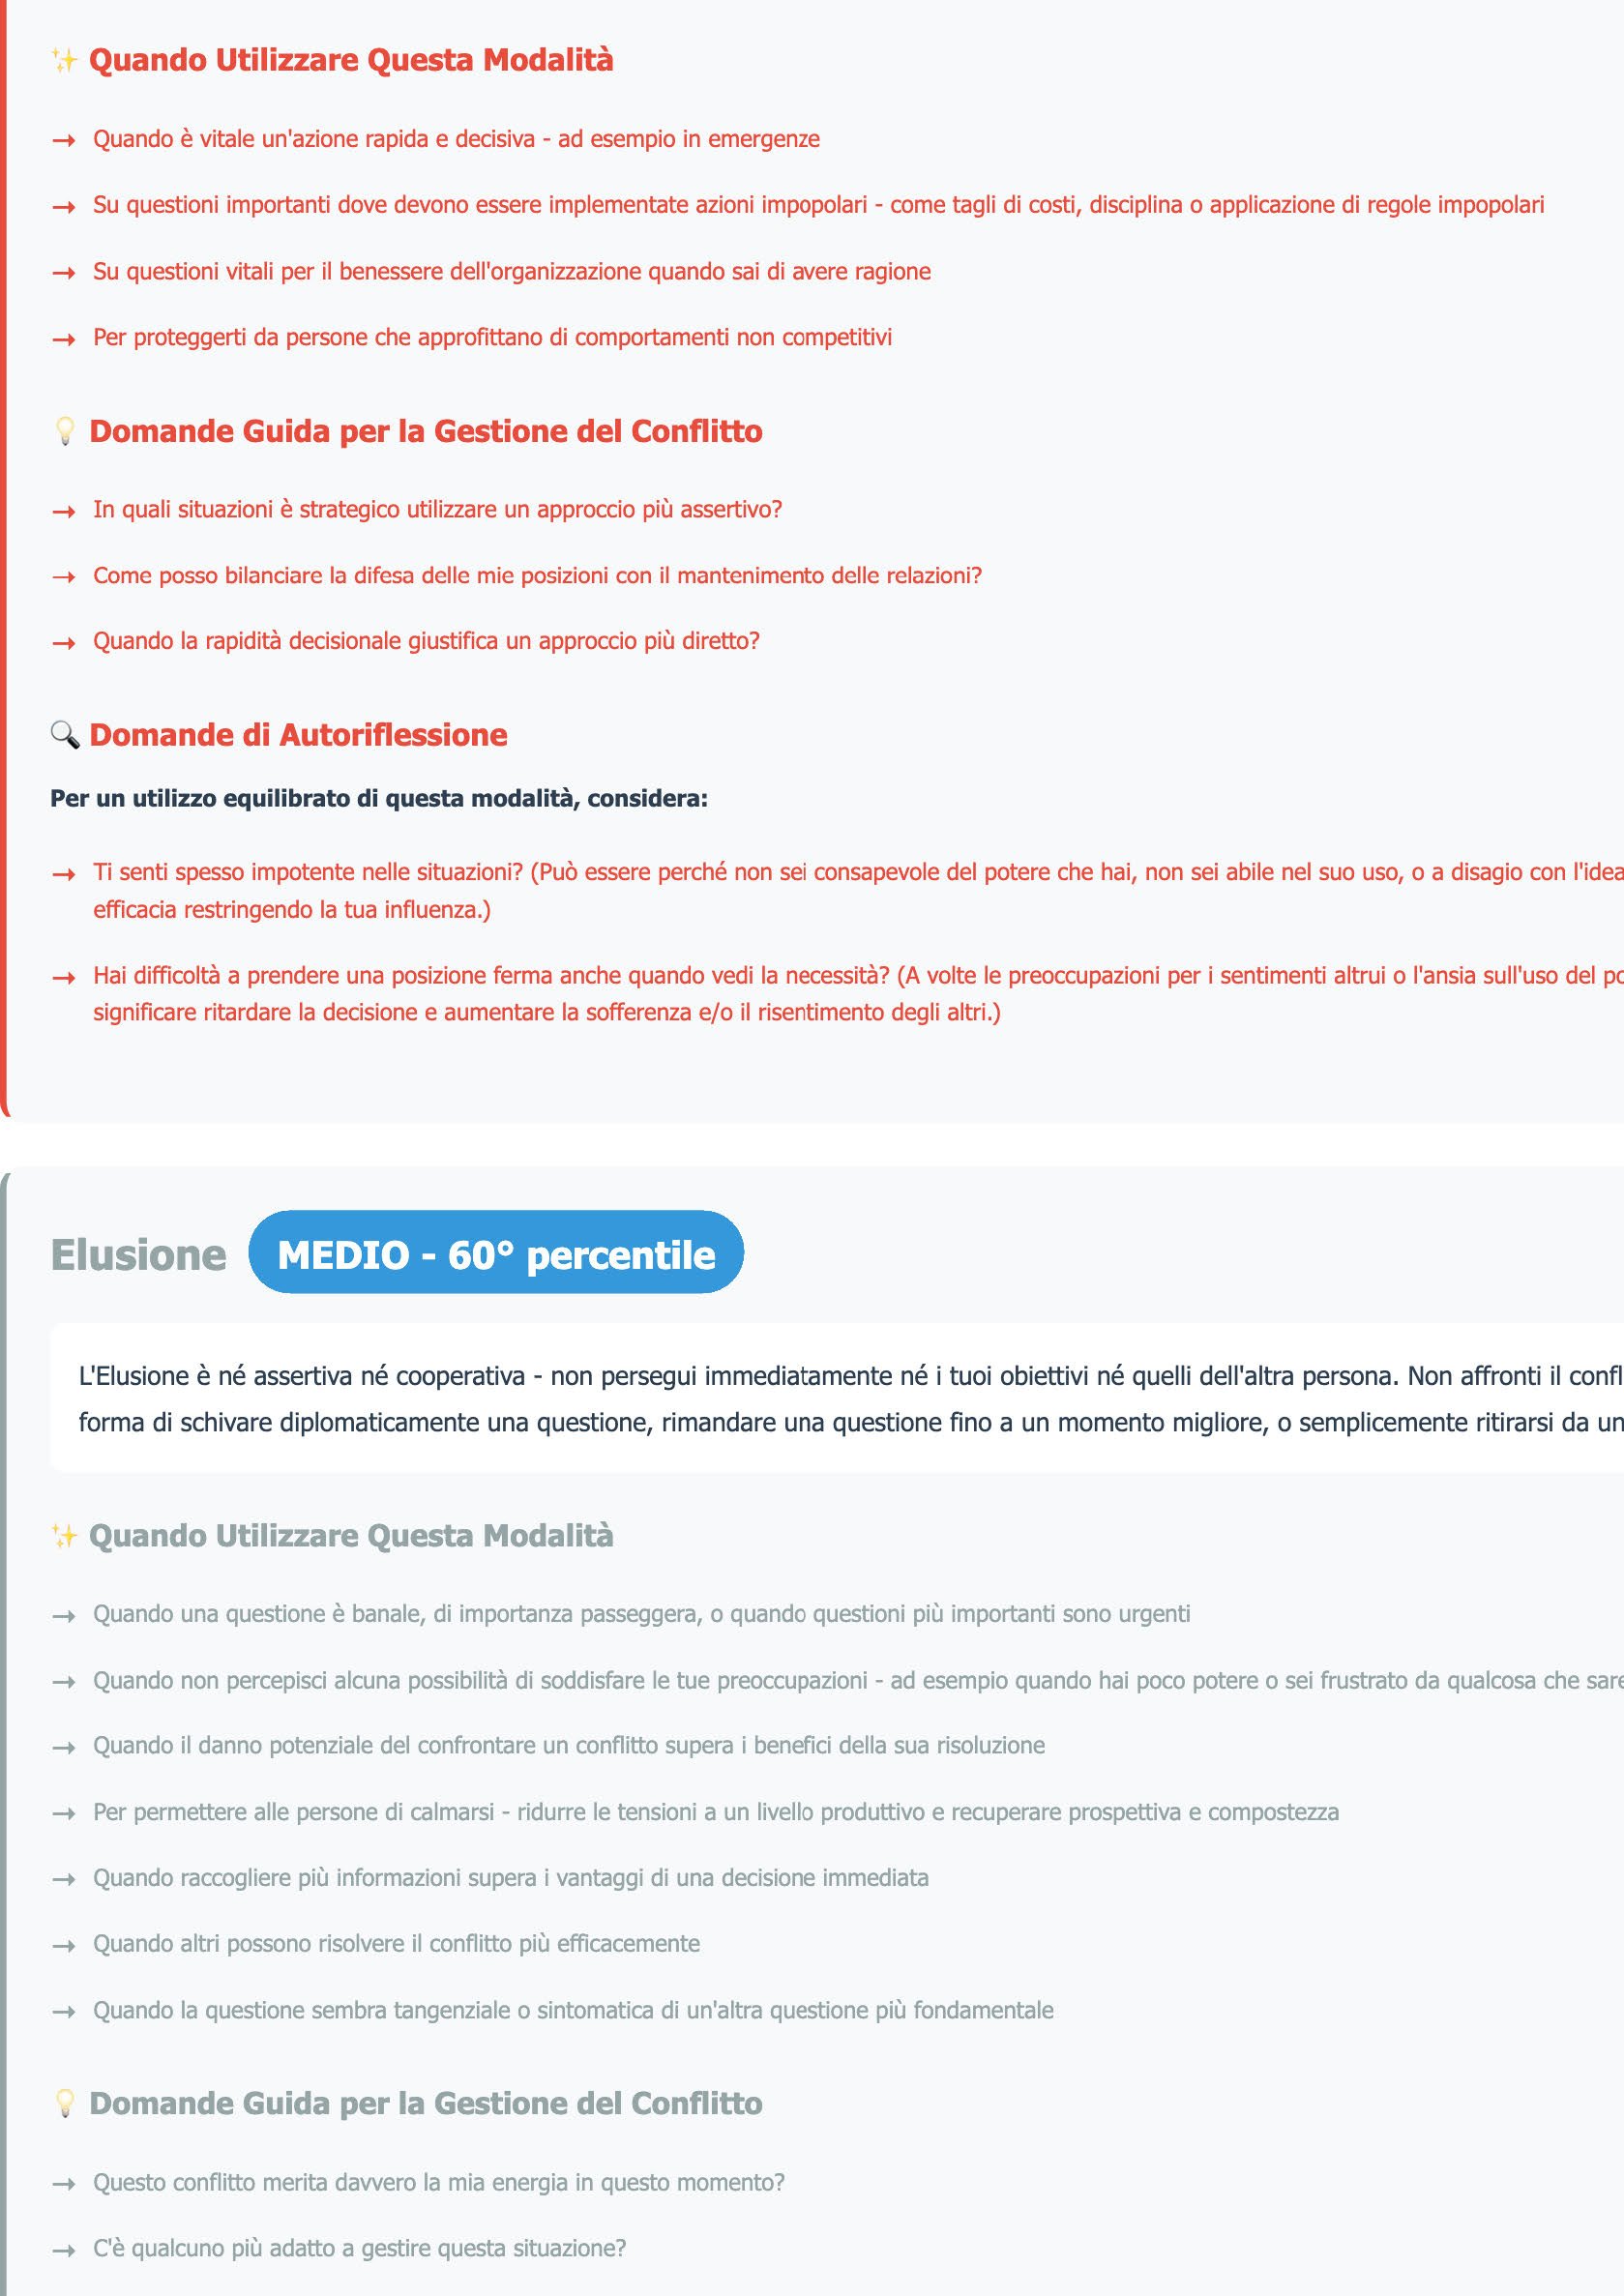 ✨ Quando Utilizzare Questa Modalità
→ Quando è vitale un'azione rapida e decisiva - ad esempio in emergenze
→ Su questioni importanti dove devono essere implementate azioni impopolari - come tagli di costi, disciplina o applicazione di regole impopolari
→ Su questioni vitali per il benessere dell'organizzazione quando sai di avere ragione
→ Per proteggerti da persone che approfittano di comportamenti non competitivi
💡 Domande Guida per la Gestione del Conflitto
→ In quali situazioni è strategico utilizzare un approccio più assertivo?
→ Come posso bilanciare la difesa delle mie posizioni con il mantenimento delle relazioni?
→ Quando la rapidità decisionale giustifica un approccio più diretto?
🔍 Domande di Autoriflessione
Per un utilizzo equilibrato di questa modalità, considera:
→ Ti senti spesso impotente nelle situazioni? (Può essere perché non sei consapevole del potere che hai, non sei abile nel suo uso, o a disagio con l'idea
efficacia restringendo la tua influenza.)
→ Hai difficoltà a prendere una posizione ferma anche quando vedi la necessità? (A volte le preoccupazioni per i sentimenti altrui o l'ansia sull'uso del
significare ritardare la decisione e aumentare la sofferenza e/o il risentimento degli altri.)
Elusione MEDIO - 60° percentile
L'Elusione è né assertiva né cooperativa - non persegui immediatamente né i tuoi obiettivi né quelli dell'altra persona. Non affronti il
forma di schivare diplomaticamente una questione, rimandare una questione fino a un momento migliore, o semplicemente ritirarsi da
✨ Quando Utilizzare Questa Modalità
→ Quando una questione è banale, di importanza passeggera, o quando questioni più importanti sono urgenti
→ Quando non percepisci alcuna possibilità di soddisfare le tue preoccupazioni - ad esempio quando hai poco potere o sei frustrato da qualcosa che
→ Quando il danno potenziale del confrontare un conflitto supera i benefici della sua risoluzione
→ Per permettere alle persone di calmarsi - ridurre le tensioni a un livello produttivo e recuperare prospettiva e compostezza
→ Quando raccogliere più informazioni supera i vantaggi di una decisione immediata
→ Quando altri possono risolvere il conflitto più efficacemente
→ Quando la questione sembra tangenziale o sintomatica di un'altra questione più fondamentale
💡 Domande Guida per la Gestione del Conflitto
→ Questo conflitto merita davvero la mia energia in questo momento?
→ C'è qualcuno più adatto a gestire questa situazione?